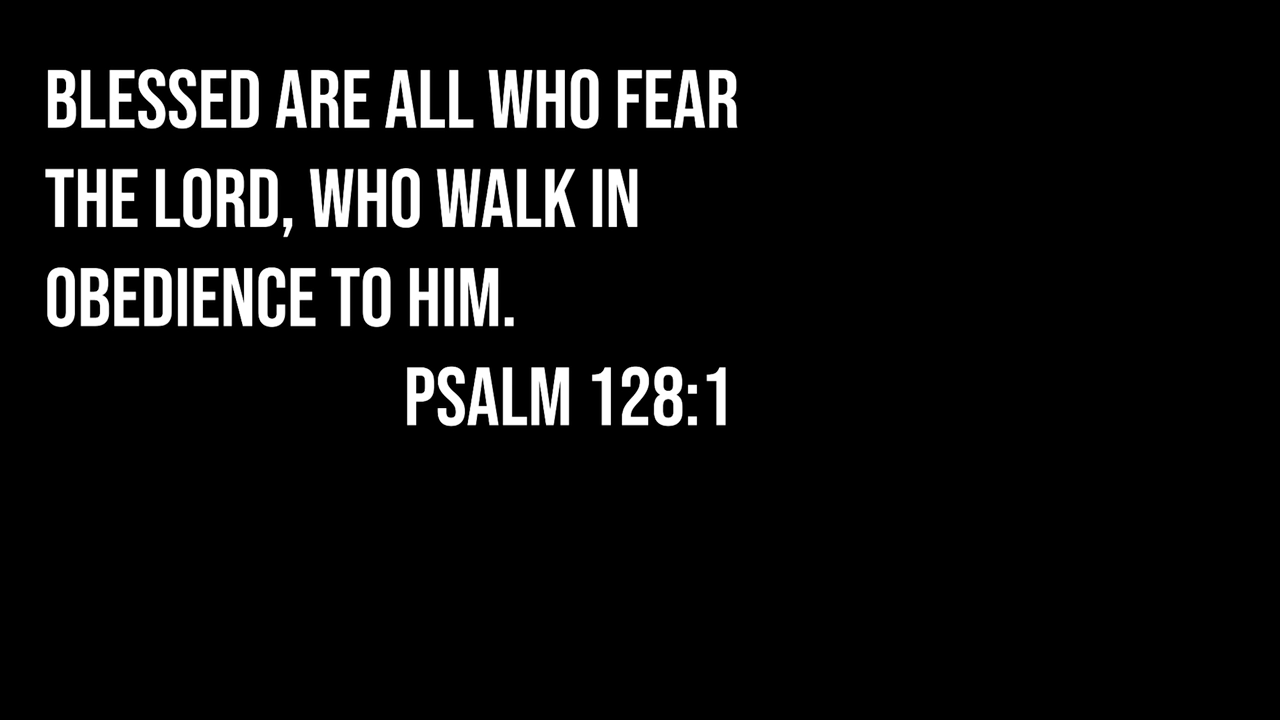 BLESSED ARE ALL WHO FEAR
THE LORD, WHO WALK IN
OBEDIENCE TO HIM.
PSALM 128:1